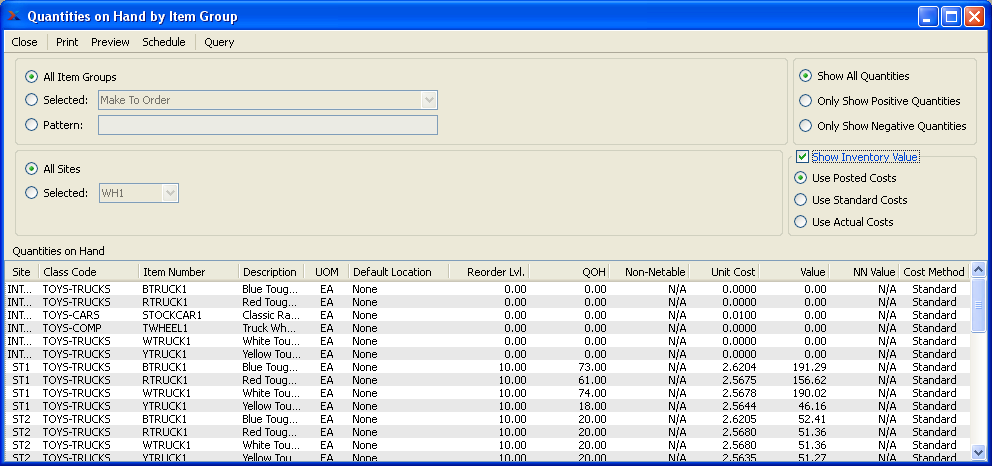 Quantities on Hand by Item Group
Close Print Preview Schedule Query
All Item Groups
Selected: Make To Order
Pattern:
Show All Quantities
Only Show Positive Quantities
Only Show Negative Quantities
All Sites
Selected: WH1
Show Inventory Value
Use Posted Costs
Use Standard Costs
Use Actual Costs
Quantities on Hand
Site Class Code Item Number Description UOM Default Location Reorder Lvl. QOH Non-Netable Unit Cost Value NN Value Cost Method
INT... TOYS-TRUCKS BTRUCK1 Blue Toug... EA None 0.00 0.00 N/A 0.0000 0.00 N/A Standard
INT... TOYS-TRUCKS RTRUCK1 Red Toug... EA None 0.00 0.00 N/A 0.0000 0.00 N/A Standard
INT... TOYS-CARS STOCKCAR1 Classic Ra... EA None 0.00 0.00 N/A 0.0100 0.00 N/A Standard
INT... TOYS-COMP TWHEEL1 Truck Wh... EA None 0.00 0.00 N/A 0.0000 0.00 N/A Standard
INT... TOYS-TRUCKS WTRUCK1 White Tou... EA None 0.00 0.00 N/A 0.0000 0.00 N/A Standard
INT... TOYS-TRUCKS YTRUCK1 Yellow Tou... EA None 0.00 0.00 N/A 0.0000 0.00 N/A Standard
ST1 TOYS-TRUCKS BTRUCK1 Blue Toug... EA None 10.00 73.00 N/A 2.6204 191.29 N/A Standard
ST1 TOYS-TRUCKS RTRUCK1 Red Toug... EA None 10.00 61.00 N/A 2.5675 156.62 N/A Standard
ST1 TOYS-TRUCKS WTRUCK1 White Tou... EA None 10.00 74.00 N/A 2.5678 190.02 N/A Standard
ST1 TOYS-TRUCKS YTRUCK1 Yellow Tou... EA None 10.00 18.00 N/A 2.5644 46.16 N/A Standard
ST2 TOYS-TRUCKS BTRUCK1 Blue Toug... EA None 10.00 20.00 N/A 2.6205 52.41 N/A Standard
ST2 TOYS-TRUCKS RTRUCK1 Red Toug... EA None 10.00 20.00 N/A 2.5680 51.36 N/A Standard
ST2 TOYS-TRUCKS WTRUCK1 White Tou... EA None 10.00 20.00 N/A 2.5680 51.36 N/A Standard
ST2 TOYS-TRUCKS YTRUCK1 Yellow Tou... EA None 10.00 20.00 N/A 2.5635 51.27 N/A Standard